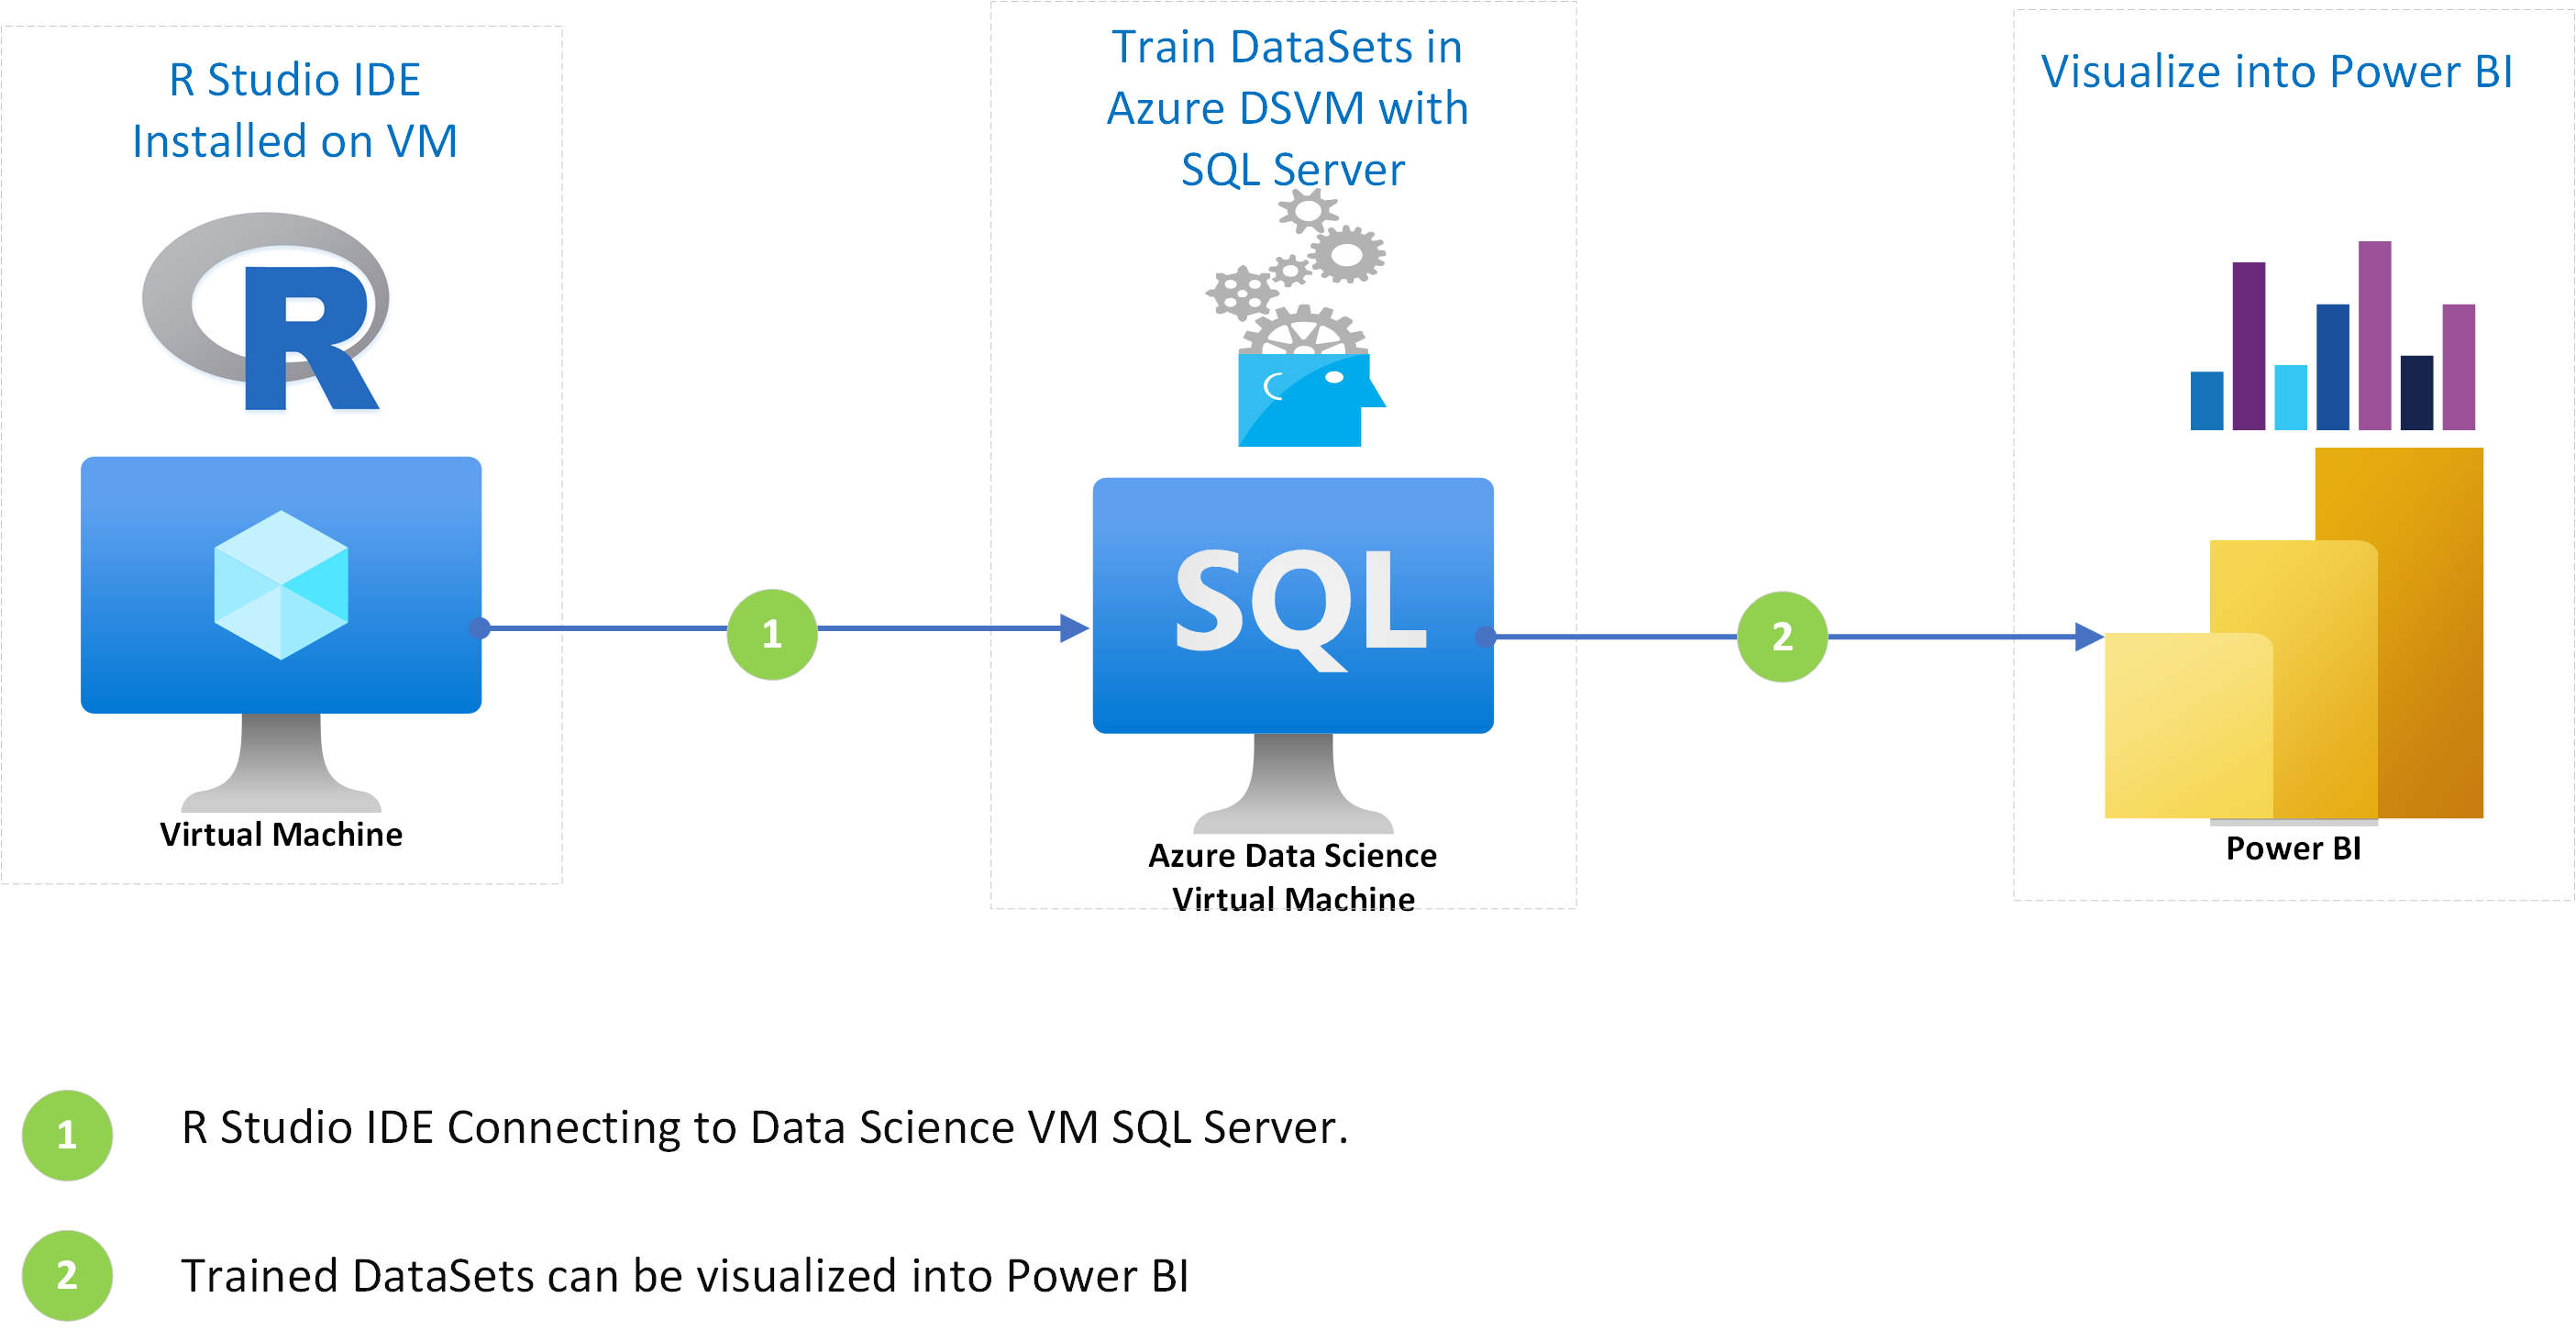 R Studio IDE
Installed on VM
R
Virtual Machine
1
Train DataSets in
Azure DSVM with
SQL Server
SQL
Azure Data Science
Virtual Machine
2
Visualize into Power BI
Power BI
1 R Studio IDE Connecting to Data Science VM SQL Server.
2 Trained DataSets can be visualized into Power BI